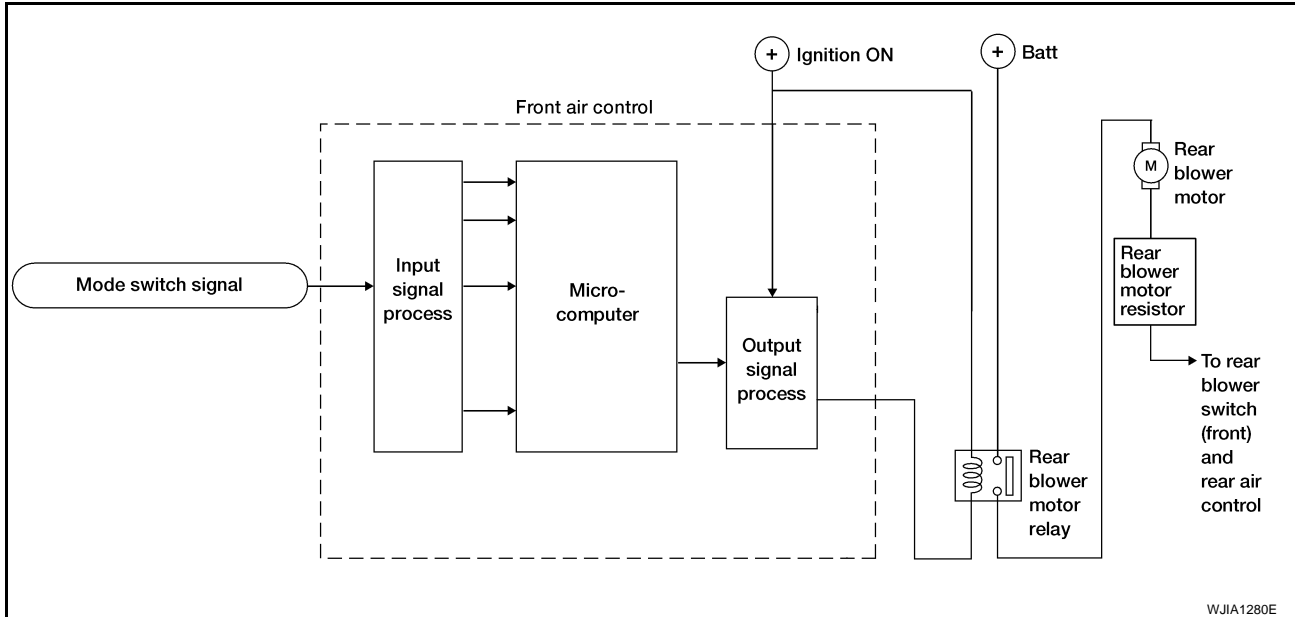 +
Ignition ON
+
Batt
Front air control
Rear
blower
motor
M
Mode switch signal
Input
signal
process
Micro-
computer
Output
signal
process
Rear
blower
motor
resistor
To rear
blower
switch
(front)
and
rear air
control
Rear
blower
motor
relay
WJIA1280E